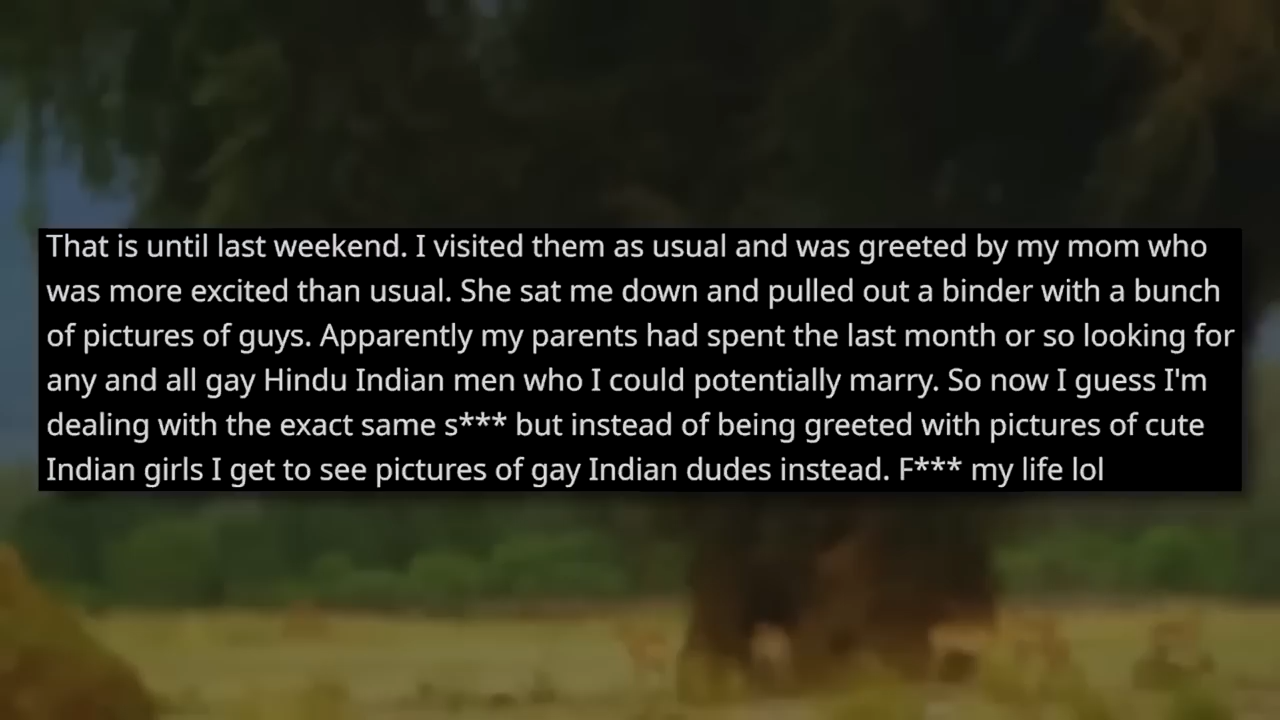 That is until last weekend. I visited them as usual and was greeted by my mom who
was more excited than usual. She sat me down and pulled out a binder with a bunch
of pictures of guys. Apparently my parents had spent the last month or so looking for
any and all gay Hindu Indian men who I could potentially marry. So now I guess I'm
dealing with the exact same s*** but instead of being greeted with pictures of cute
Indian girls I get to see pictures of gay Indian dudes instead. F*** my life lol